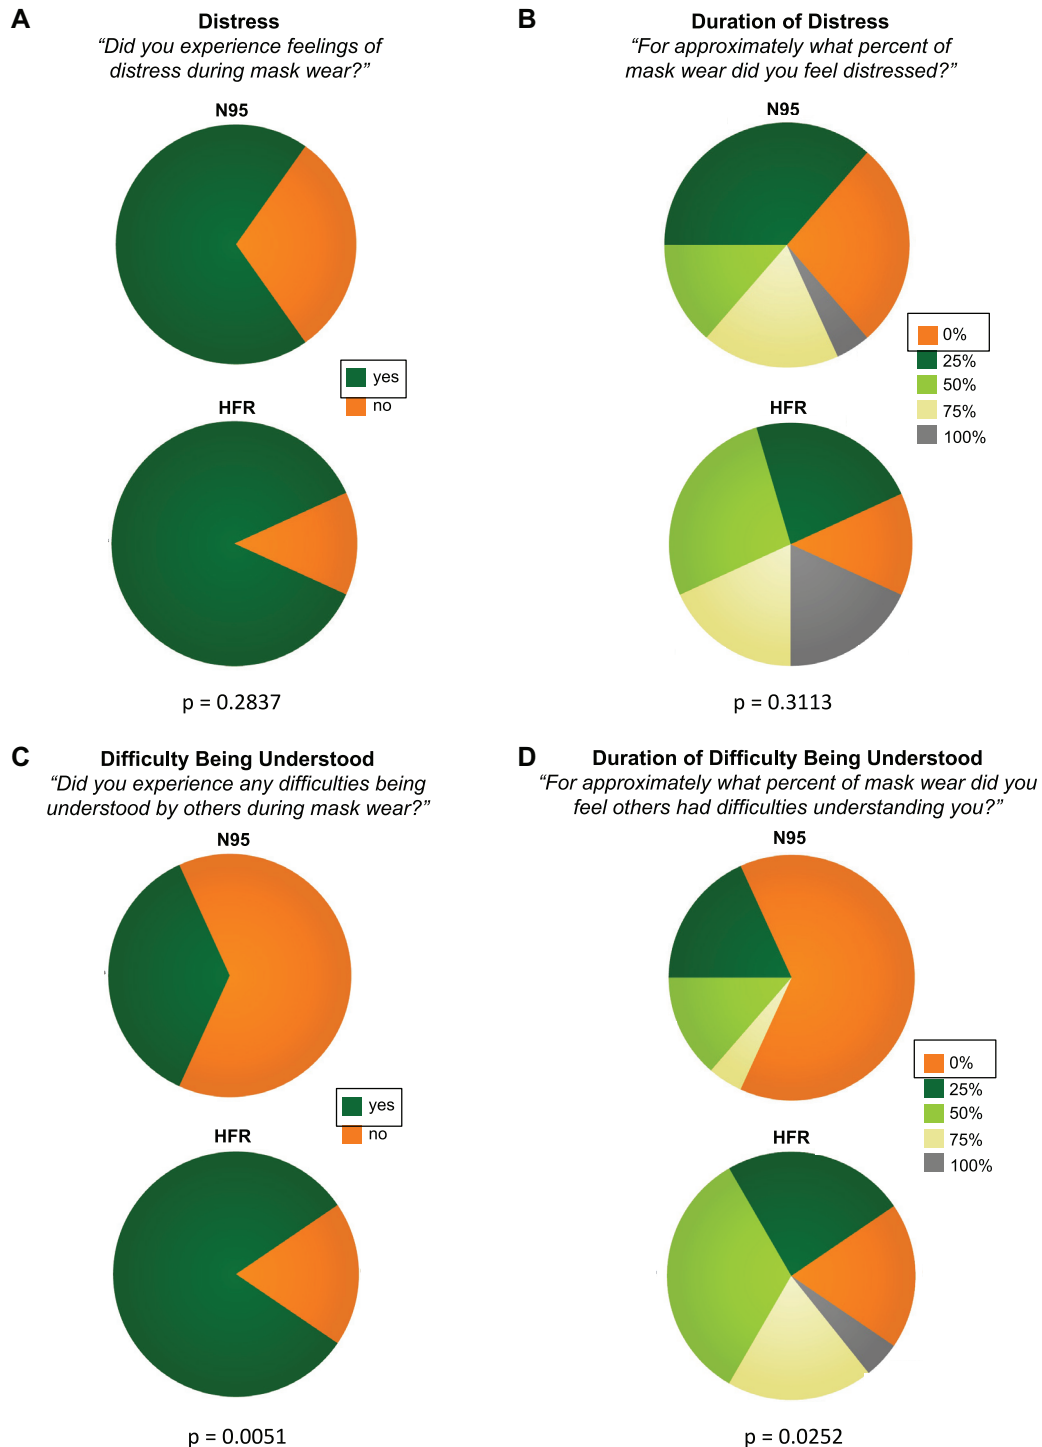 A
Distress
“Did you experience feelings of
distress during mask wear?”
N95
yes
no
HFR
p = 0.2837
B
Duration of Distress
“For approximately what percent of
mask wear did you feel distressed?”
N95
0%
25%
50%
75%
100%
HFR
p = 0.3113
C
Difficulty Being Understood
“Did you experience any difficulties being
understood by others during mask wear?”
N95
yes
no
HFR
p = 0.0051
D
Duration of Difficulty Being Understood
“For approximately what percent of mask wear did you
feel others had difficulties understanding you?”
N95
0%
25%
50%
75%
100%
HFR
p = 0.0252